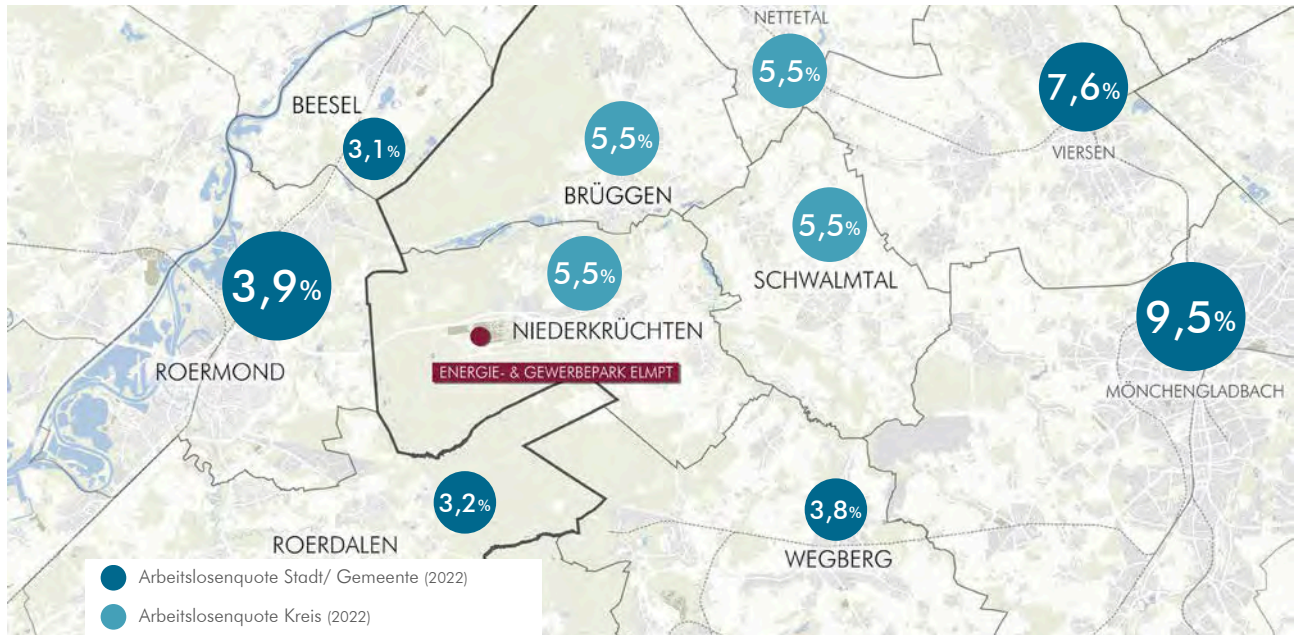 NETTETAL
5,5%
7,6%
VIERSEN
BEESEL
3,1%
5,5%
BRÜGGEN
5,5%
SCHWALMTAL
3,9%
ROERMOND
5,5%
NIEDERKRÜCHTEN
ENERGIE- & GEWERBEPARK ELMPT
9,5%
MÖNCHENGLADBACH
3,2%
ROERDALEN
3,8%
WEGBERG
Arbeitslosenquote Stadt/ Gemeente (2022)
Arbeitslosenquote Kreis (2022)